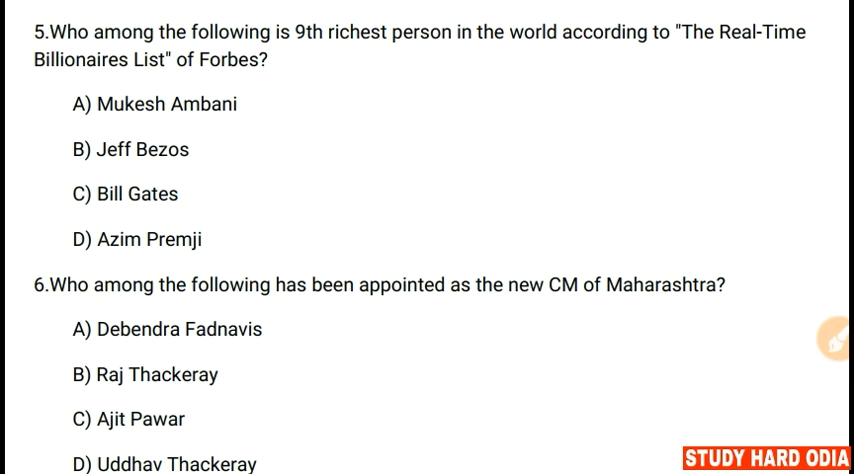 5.Who among the following is 9th richest person in the world according to "The Real-Time
Billionaires List" of Forbes?
A) Mukesh Ambani
B) Jeff Bezos
C) Bill Gates
D) Azim Premji
6.Who among the following has been appointed as the new CM of Maharashtra?
A) Debendra Fadnavis
B) Raj Thackeray
C) Ajit Pawar
D) Uddhav Thackeray
STUDY HARD ODIA